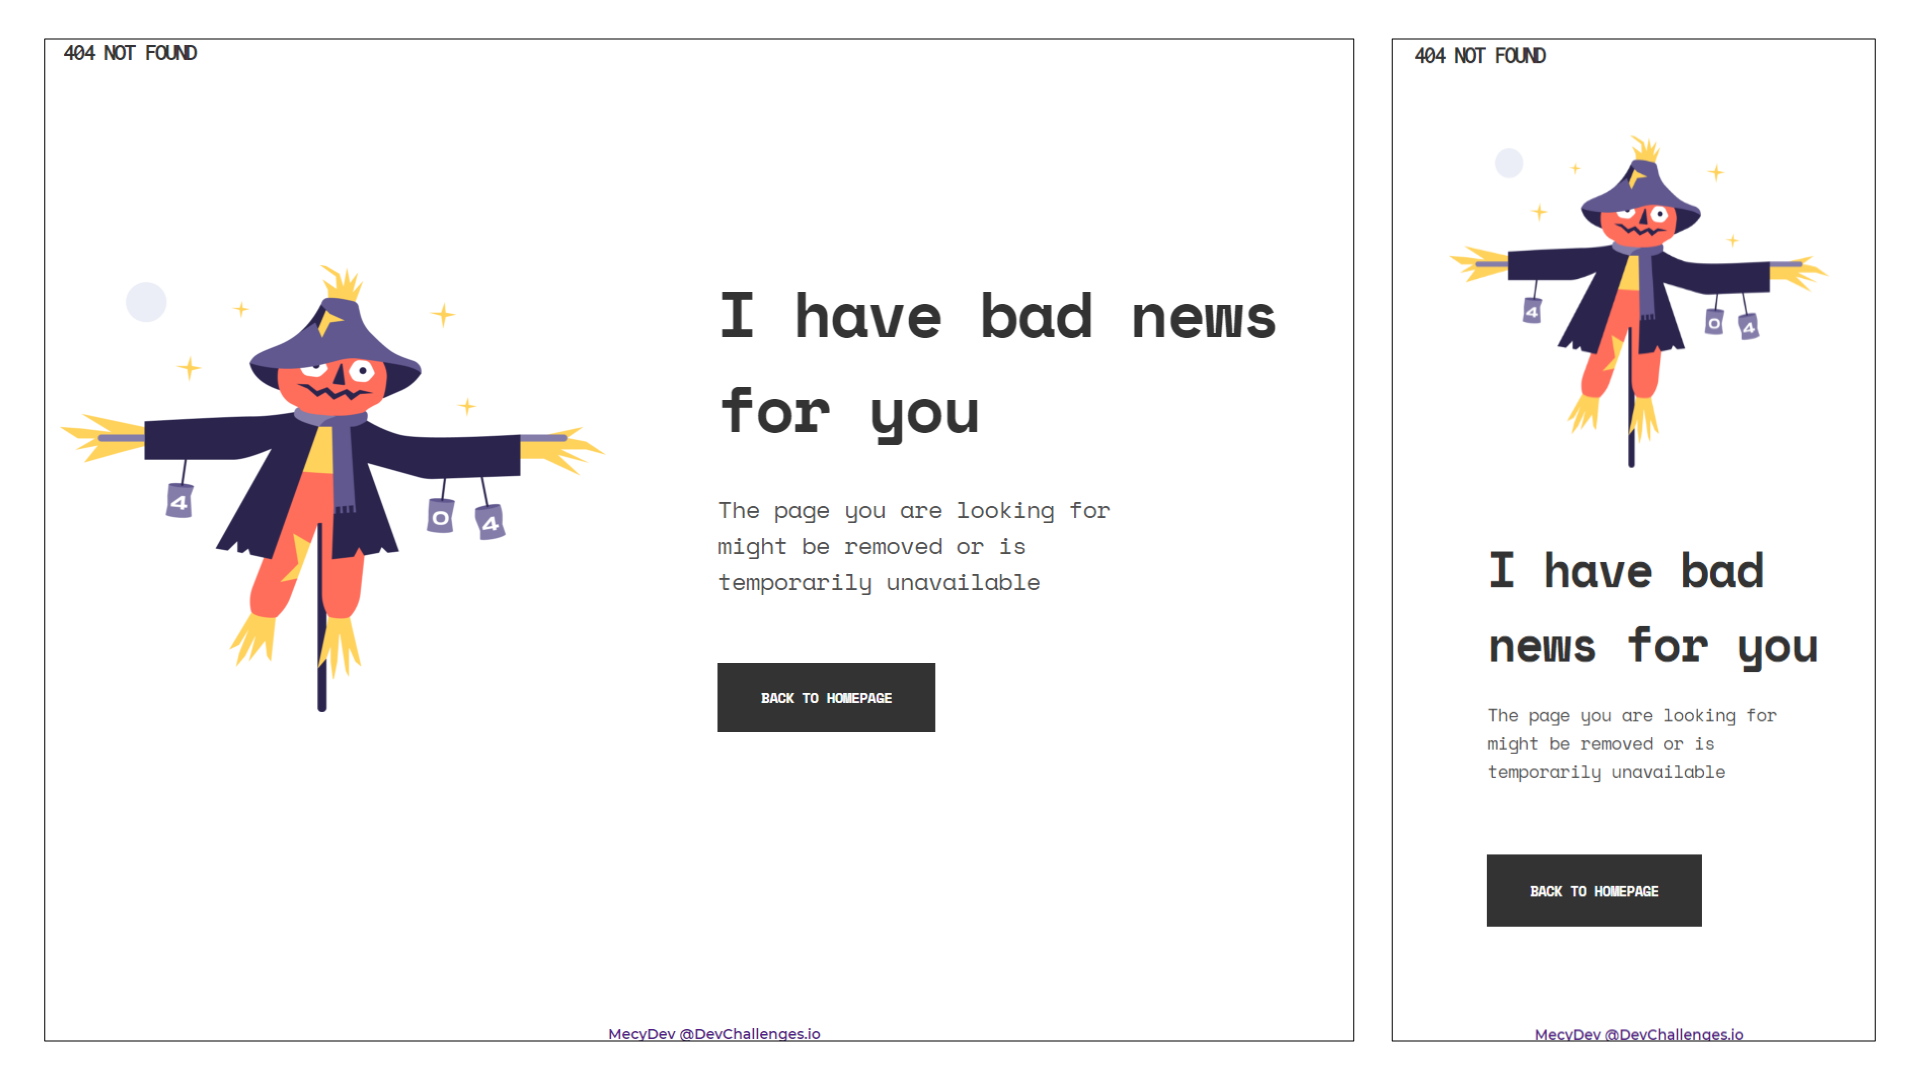 404 NOT FOUND
4
0
4
I have bad news
for you
The page you are looking for
might be removed or is
temporarily unavailable
BACK TO HOMEPAGE
MecyDev @DevChallenges.io
404 NOT FOUND
4
0
4
I have bad
news for you
The page you are looking for
might be removed or is
temporarily unavailable
BACK TO HOMEPAGE
MecyDev @DevChallenges.io